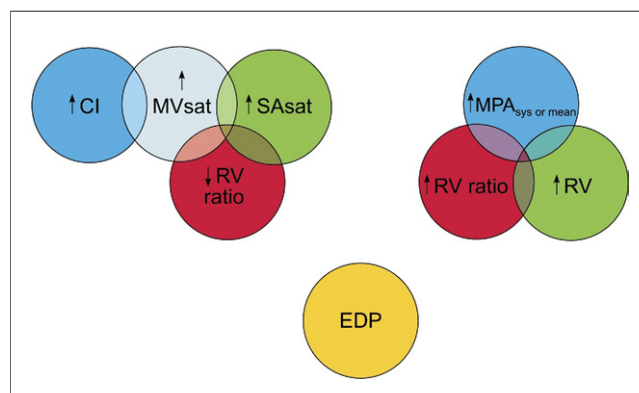 ↑CI
↑
MVsat
↑SAsat
↓RV
ratio
↑MPAsys or mean
↑RV ratio
↑RV
EDP